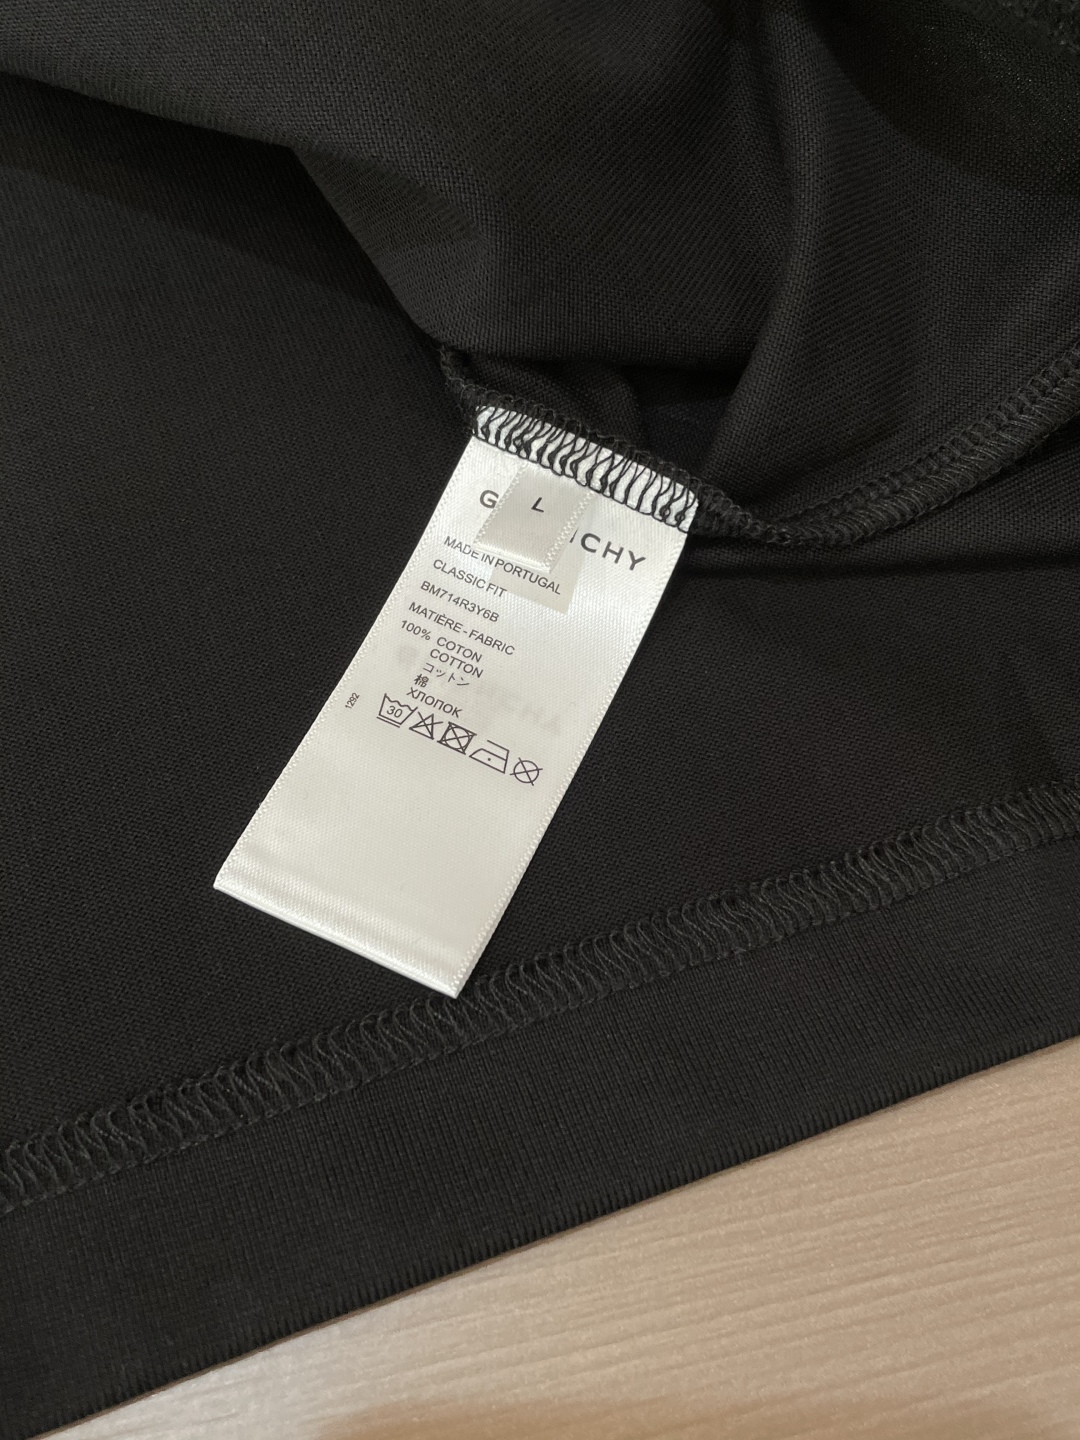 L
G CHY
MADE IN PORTUGAL
CLASSIC FIT
BM714R3Y6B
MATIÈRE - FABRIC
100% COTON
COTTON
コットン
棉
ХЛОПОК
30
1292